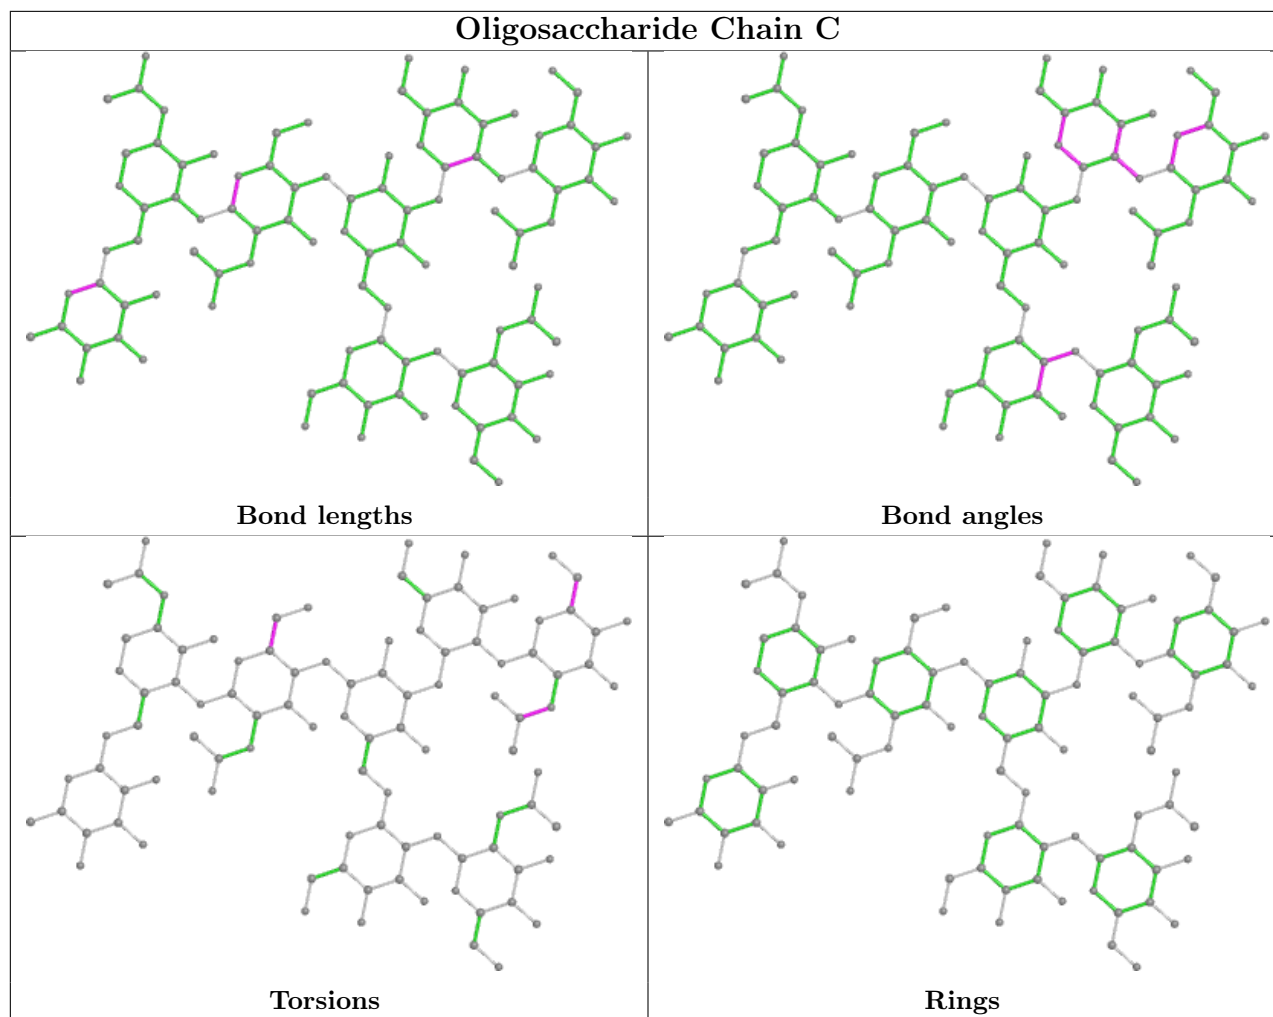 Oligosaccharide Chain C
Bond lengths
Bond angles
Torsions
Rings